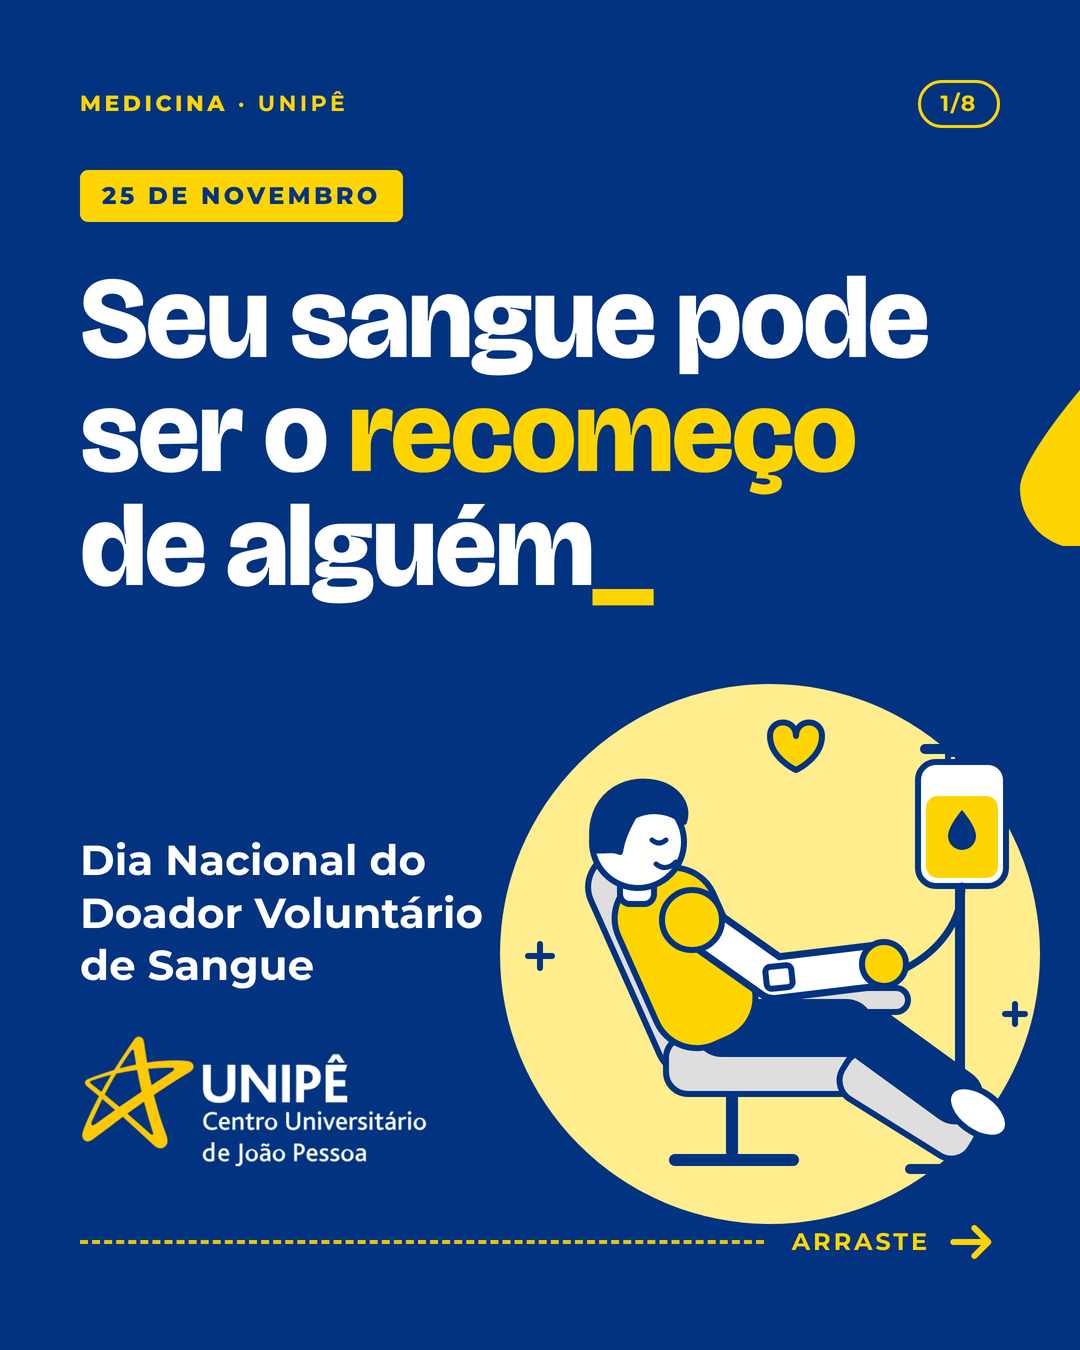 MEDICINA · UNIPÊ
1/8
25 DE NOVEMBRO
Seu sangue pode
ser o recomeço
de alguém_
Dia Nacional do
Doador Voluntário
de Sangue
UNIPÊ
Centro Universitário
de João Pessoa
ARRASTE